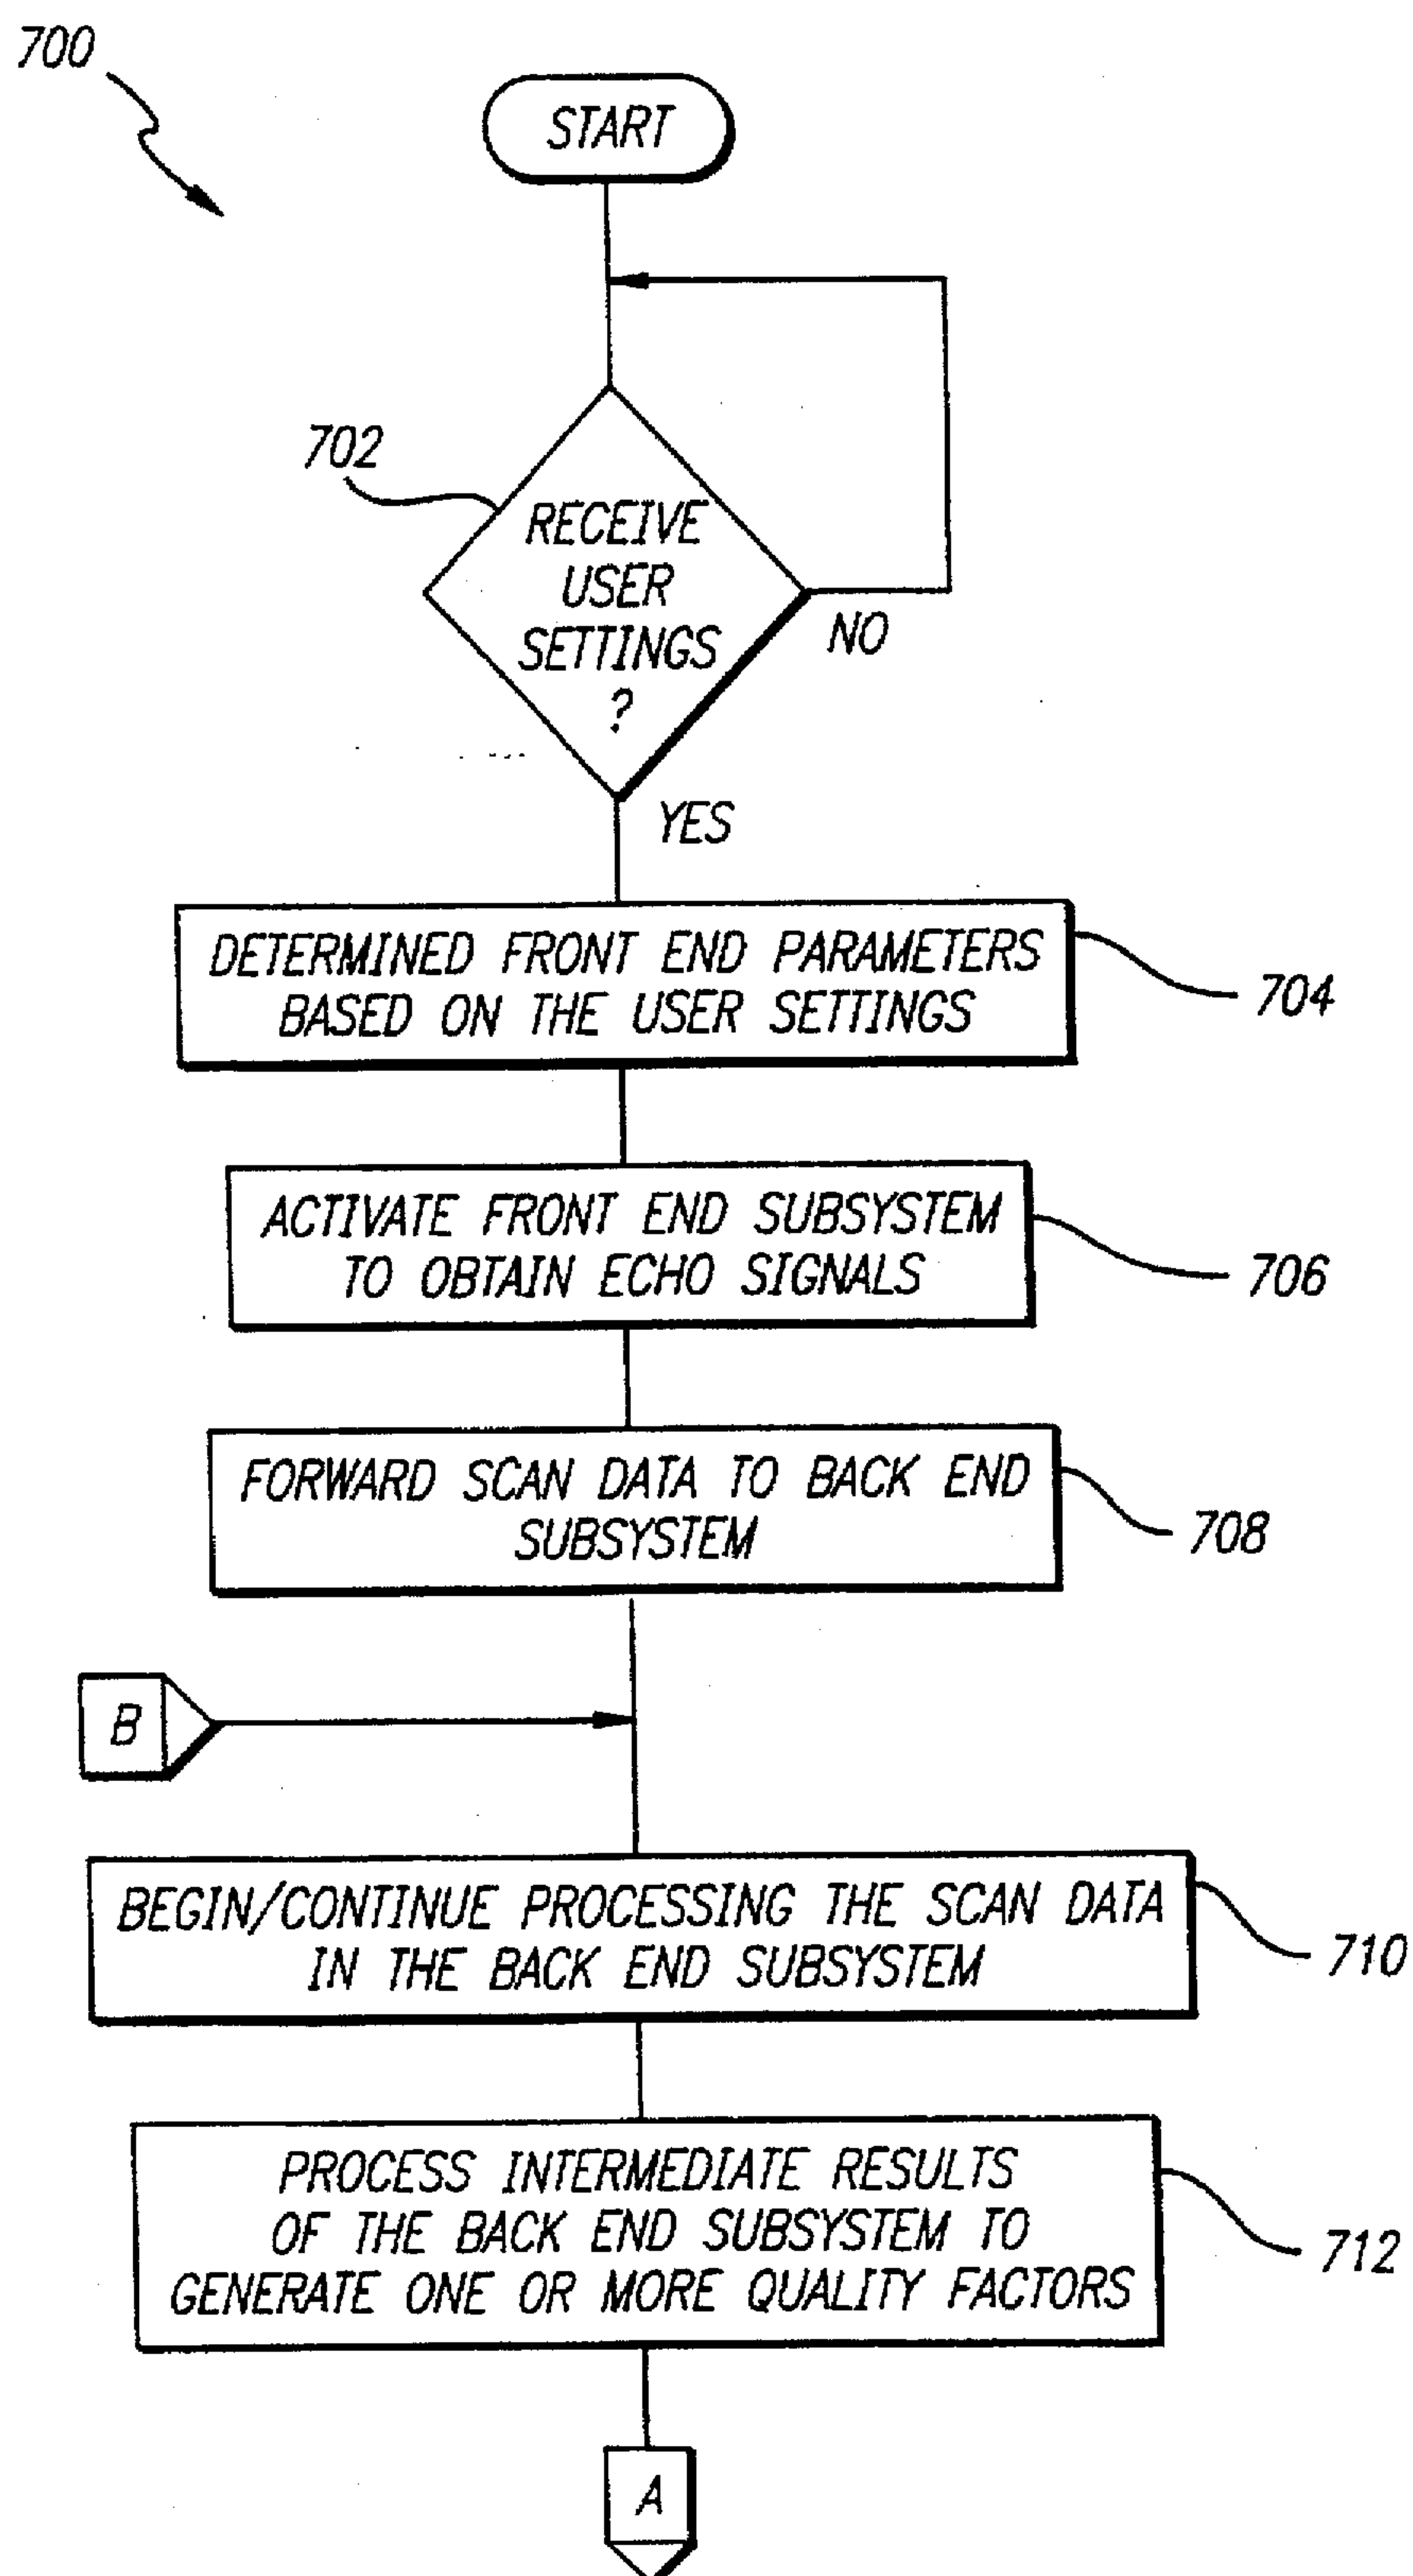 700
START
702
RECEIVE
USER
SETTINGS
?
NO
YES
DETERMINED FRONT END PARAMETERS
BASED ON THE USER SETTINGS
704
ACTIVATE FRONT END SUBSYSTEM
TO OBTAIN ECHO SIGNALS
706
FORWARD SCAN DATA TO BACK END
SUBSYSTEM
708
B
BEGIN/CONTINUE PROCESSING THE SCAN DATA
IN THE BACK END SUBSYSTEM
710
PROCESS INTERMEDIATE RESULTS
OF THE BACK END SUBSYSTEM TO
GENERATE ONE OR MORE QUALITY FACTORS
712
A